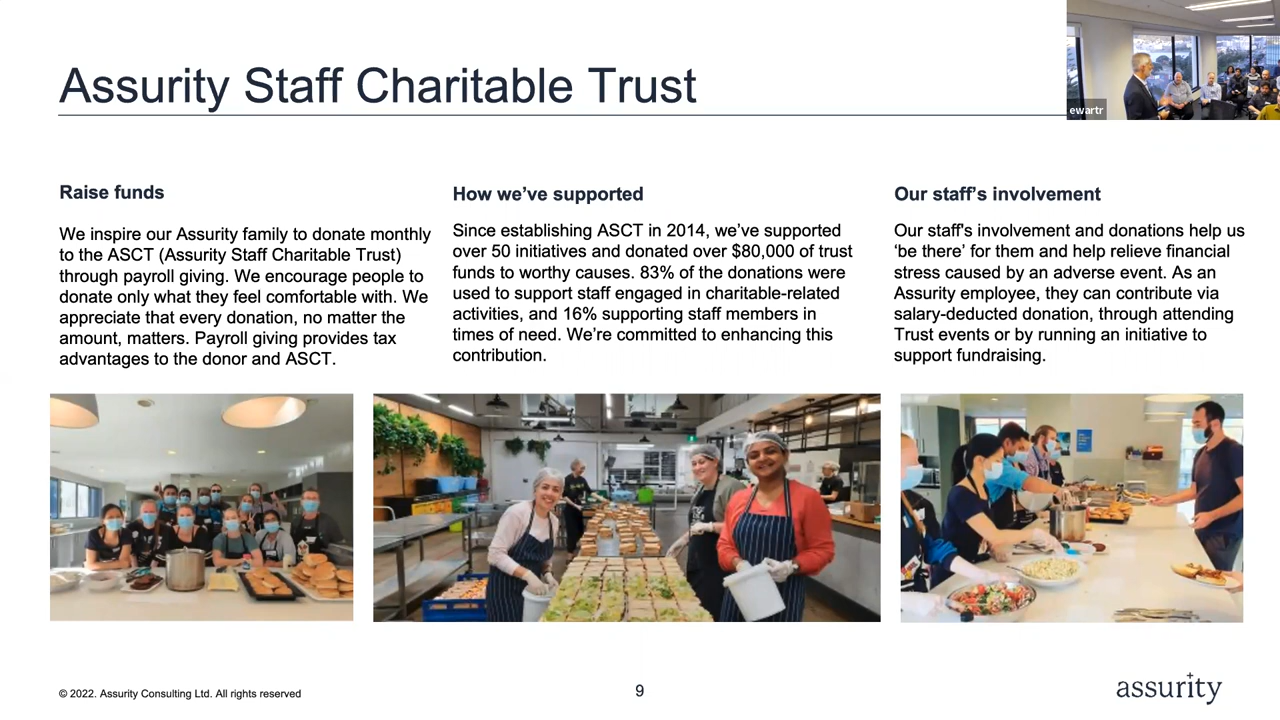 Assurity Staff Charitable Trust
ewartr
Raise funds
We inspire our Assurity family to donate monthly
to the ASCT (Assurity Staff Charitable Trust)
through payroll giving. We encourage people to
donate only what they feel comfortable with. We
appreciate that every donation, no matter the
amount, matters. Payroll giving provides tax
advantages to the donor and ASCT.
How we’ve supported
Since establishing ASCT in 2014, we’ve supported
over 50 initiatives and donated over $80,000 of trust
funds to worthy causes. 83% of the donations were
used to support staff engaged in charitable-related
activities, and 16% supporting staff members in
times of need. We’re committed to enhancing this
contribution.
Our staff’s involvement
Our staff's involvement and donations help us
‘be there’ for them and help relieve financial
stress caused by an adverse event. As an
Assurity employee, they can contribute via
salary-deducted donation, through attending
Trust events or by running an initiative to
support fundraising.
© 2022. Assurity Consulting Ltd. All rights reserved
9
assurity